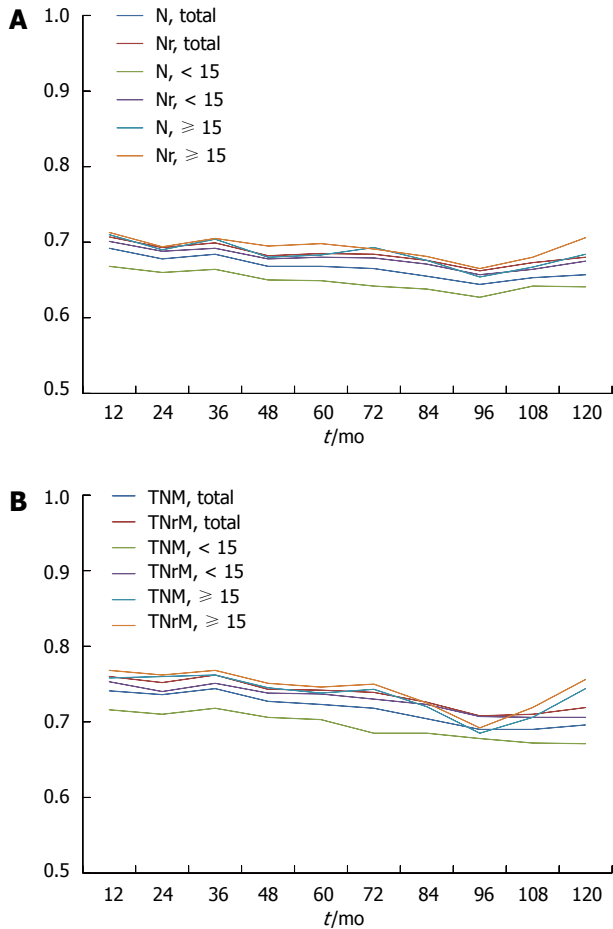 A
1.0
0.9
0.8
0.7
0.6
0.5
N, total
Nr, total
N, < 15
Nr, < 15
N, ⩾ 15
Nr, ⩾ 15
12 24 36 48 60 72 84 96 108 120
t/mo
B
1.0
0.9
0.8
0.7
0.6
0.5
TNM, total
TNrM, total
TNM, < 15
TNrM, < 15
TNM, ⩾ 15
TNrM, ⩾ 15
12 24 36 48 60 72 84 96 108 120
t/mo